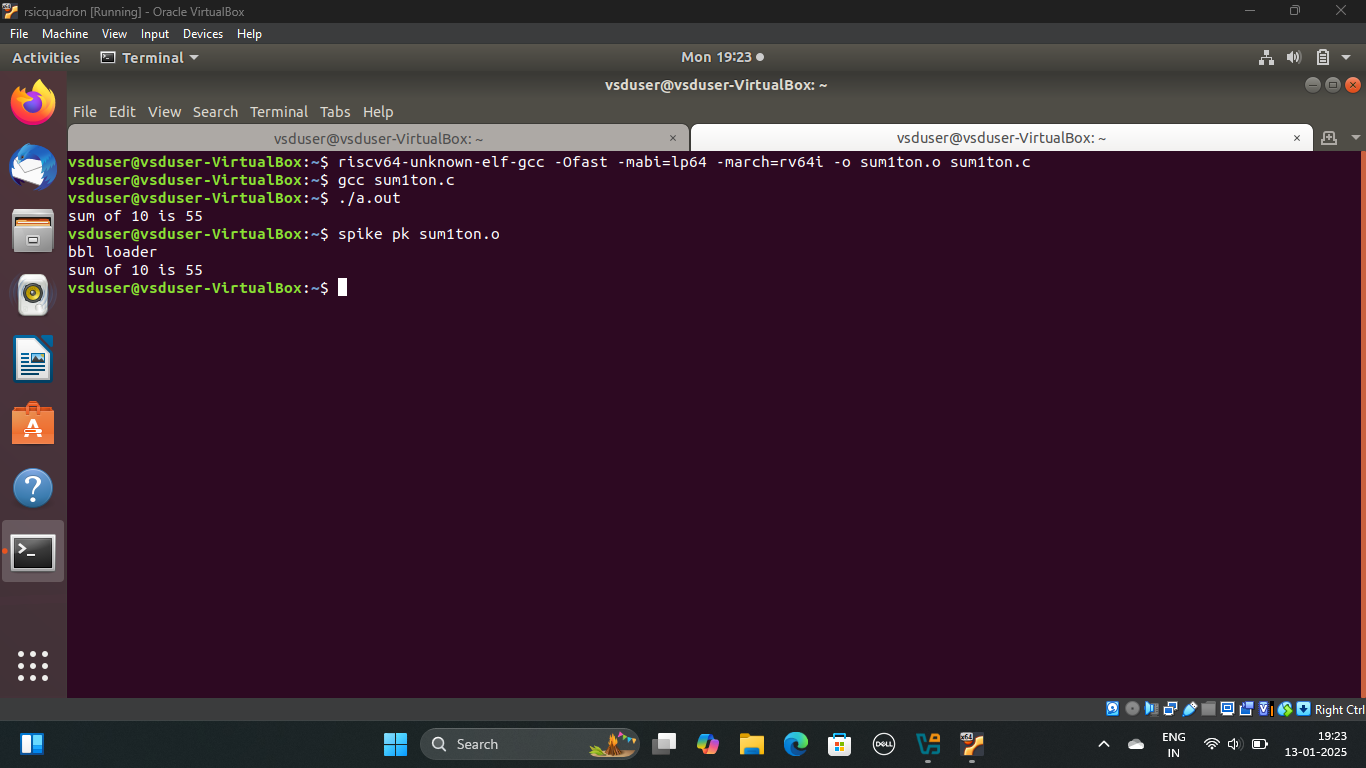 rsicquadron [Running] - Oracle VirtualBox
File Machine View Input Devices Help
Activities Terminal Mon 19:23
vsduser@vsduser-VirtualBox: ~
File Edit View Search Terminal Tabs Help
vsduser@vsduser-VirtualBox: ~ × vsduser@vsduser-VirtualBox: ~ ×
vsduser@vsduser-VirtualBox:~$ riscv64-unknown-elf-gcc -Ofast -mabi=lp64 -march=rv64i -o sum1ton.o sum1ton.c
vsduser@vsduser-VirtualBox:~$ gcc sum1ton.c
vsduser@vsduser-VirtualBox:~$ ./a.out
sum of 10 is 55
vsduser@vsduser-VirtualBox:~$ spike pk sum1ton.o
bbl loader
sum of 10 is 55
vsduser@vsduser-VirtualBox:~$
Right Ctrl
Search
DELL
ENG
IN
19:23
13-01-2025